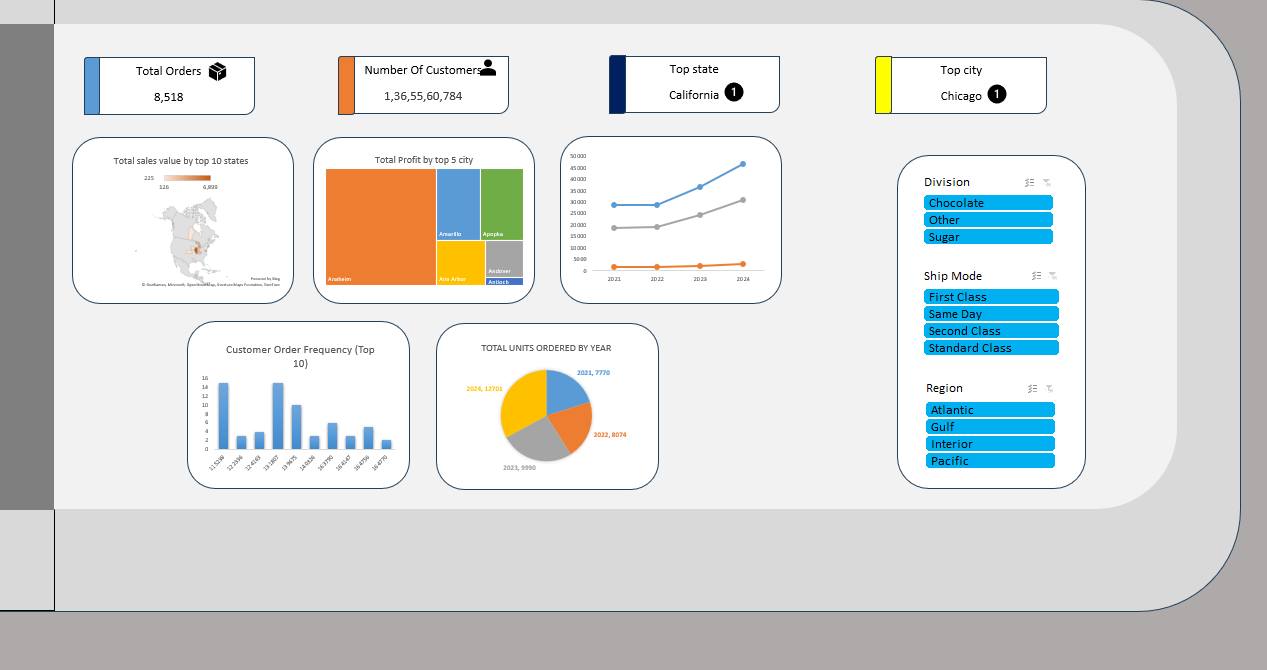 Total Orders
8,518
Number Of Customers
1,36,55,60,784
Top state
California 1
Top city
Chicago 1
Total sales value by top 10 states
225
126 6,899
Powered by Bing
© GeoNames, Microsoft, OpenStreetMap, Overture Maps Foundation, TomTom
Total Profit by top 5 city
Anaheim
Amarillo
Apopka
Ann Arbor
Andover
Antioch
50000
45000
40000
35000
30000
25000
20000
15000
10000
5000
0
2021 2022 2023 2024
Customer Order Frequency (Top
10)
16
14
12
10
8
6
4
2
0
TOTAL UNITS ORDERED BY YEAR
2021, 7770
2022, 8074
2023, 9990
2024, 12701
Division
Chocolate
Other
Sugar
Ship Mode
First Class
Same Day
Second Class
Standard Class
Region
Atlantic
Gulf
Interior
Pacific